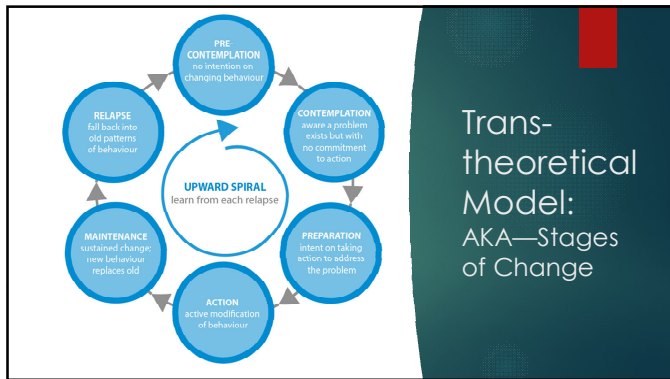 PRE-
CONTEMPLATION
no intention on
changing behaviour
CONTEMPLATION
aware a problem
exists but with
no commitment
to action
PREPARATION
intent on taking
action to address
the problem
ACTION
active modification
of behaviour
MAINTENANCE
sustained change;
new behaviour
replaces old
RELAPSE
fall back into
old patterns
of behaviour
UPWARD SPIRAL
learn from each relapse
Trans-
theoretical
Model:
AKA—Stages
of Change